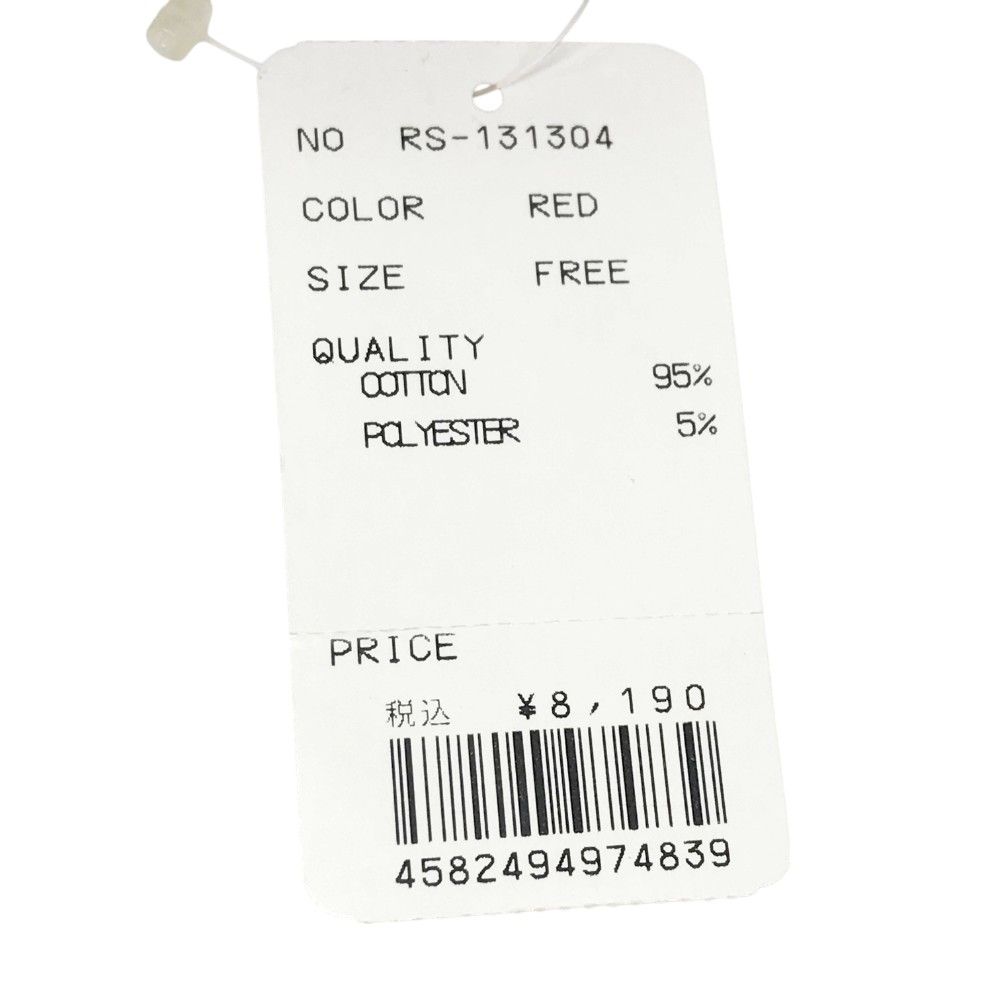 NO RS-131304
COLOR RED
SIZE FREE
QUALITY
COTTON 95%
POLYESTER 5%
PRICE
税込 ¥8,190
4582494974839